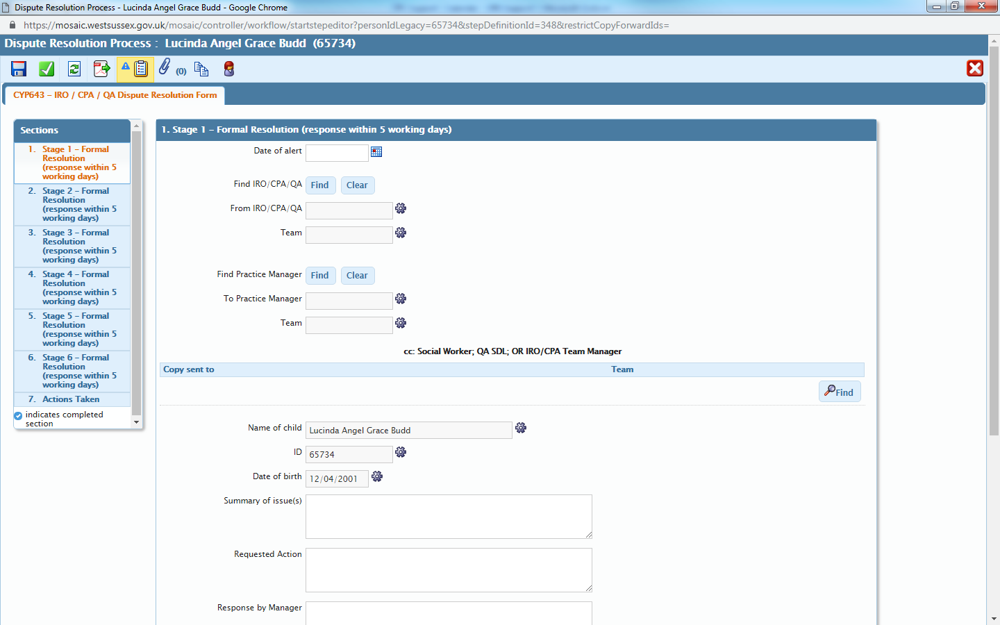 Dispute Resolution Process - Lucinda Angel Grace Budd - Google Chrome
https://mosaic.westsussex.gov.uk/mosaic/controller/workflow/startstepeditor?personIdLegacy=65734&stepDefinitionId=348&restrictCopyForwardIds=
Dispute Resolution Process : Lucinda Angel Grace Budd (65734)
(0)
CYP643 - IRO / CPA / QA Dispute Resolution Form
Sections
1. Stage 1 - Formal
Resolution
(response within 5
working days)
2. Stage 2 - Formal
Resolution
(response within 5
working days)
3. Stage 3 - Formal
Resolution
(response within 5
working days)
4. Stage 4 - Formal
Resolution
(response within 5
working days)
5. Stage 5 - Formal
Resolution
(response within 5
working days)
6. Stage 6 - Formal
Resolution
(response within 5
working days)
7. Actions Taken
indicates completed
section
1. Stage 1 - Formal Resolution (response within 5 working days)
Date of alert
Find IRO/CPA/QA Find Clear
From IRO/CPA/QA
Team
Find Practice Manager Find Clear
To Practice Manager
Team
cc: Social Worker; QA SDL; OR IRO/CPA Team Manager
Copy sent to Team
Find
Name of child Lucinda Angel Grace Budd
ID 65734
Date of birth 12/04/2001
Summary of issue(s)
Requested Action
Response by Manager